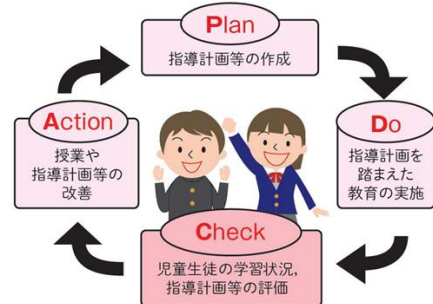 Plan
指導計画等の作成
Do
指導計画を
踏まえた
教育の実施
Check
児童生徒の学習状況,
指導計画等の評価
Action
授業や
指導計画等の
改善